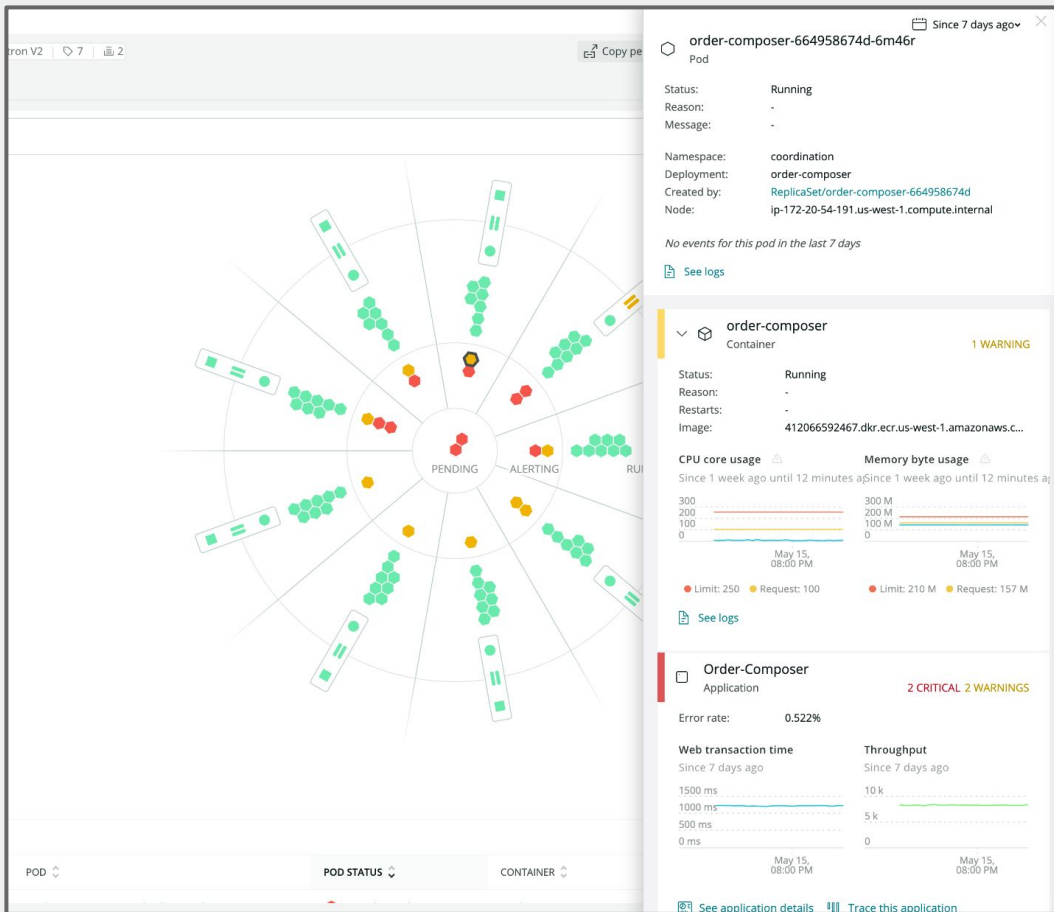 Since 7 days ago
order-composer-664958674d-6m46r
Pod
tron V2 7 2
Copy pe
Status: Running
Reason: -
Message: -
Namespace: coordination
Deployment: order-composer
Created by: ReplicaSet/order-composer-664958674d
Node: ip-172-20-54-191.us-west-1.compute.internal
No events for this pod in the last 7 days
See logs
order-composer
Container
1 WARNING
Status: Running
Reason: -
Restarts: -
Image: 412066592467.dkr.ecr.us-west-1.amazonaws.c...
CPU core usage
Since 1 week ago until 12 minutes a
300
200
100
0
May 15,
08:00 PM
Limit: 250 Request: 100
Memory byte usage
Since 1 week ago until 12 minutes ag
300 M
200 M
100 M
0
May 15,
08:00 PM
Limit: 210 M Request: 157 M
See logs
Order-Composer
Application
2 CRITICAL 2 WARNINGS
Error rate: 0.522%
Web transaction time
Since 7 days ago
1500 ms
1000 ms
500 ms
0 ms
May 15,
08:00 PM
Throughput
Since 7 days ago
10 k
5 k
0
May 15,
08:00 PM
See application details Trace this application
PENDING ALERTING RU
POD POD STATUS CONTAINER